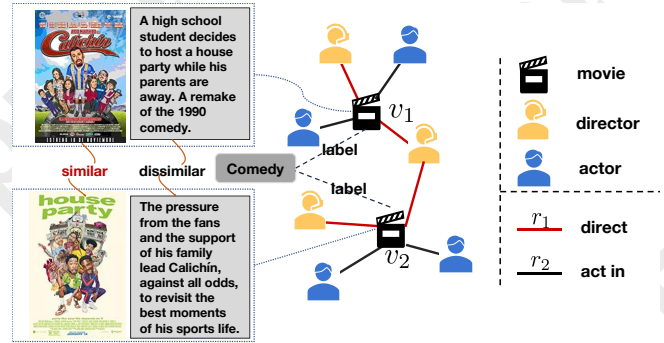 Calichín
A high school
student decides
to host a house
party while his
parents are
away. A remake
of the 1990
comedy.
similar
dissimilar
Comedy
label
label
v1
v2
house
party
The pressure
from the fans
and the support
of his family
lead Calichín,
against all odds,
to revisit the
best moments
of his sports life.
movie
director
actor
r1
direct
r2
act in